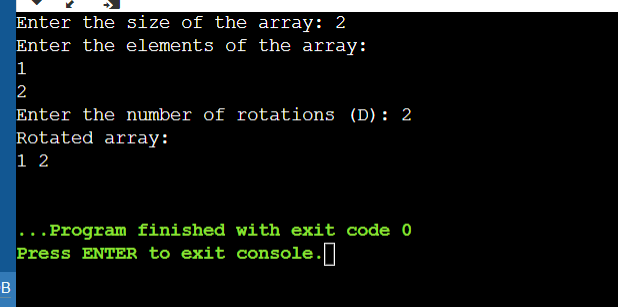 Enter the size of the array: 2
Enter the elements of the array:
1
2
Enter the number of rotations (D): 2
Rotated array:
1 2
...Program finished with exit code 0
Press ENTER to exit console.
B